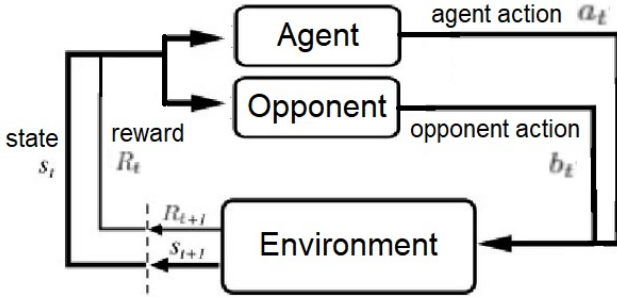 agent action a_t
Agent
Opponent
opponent action
b_t
state
s_t
reward
R_t
R_{t+1}
s_{t+1}
Environment